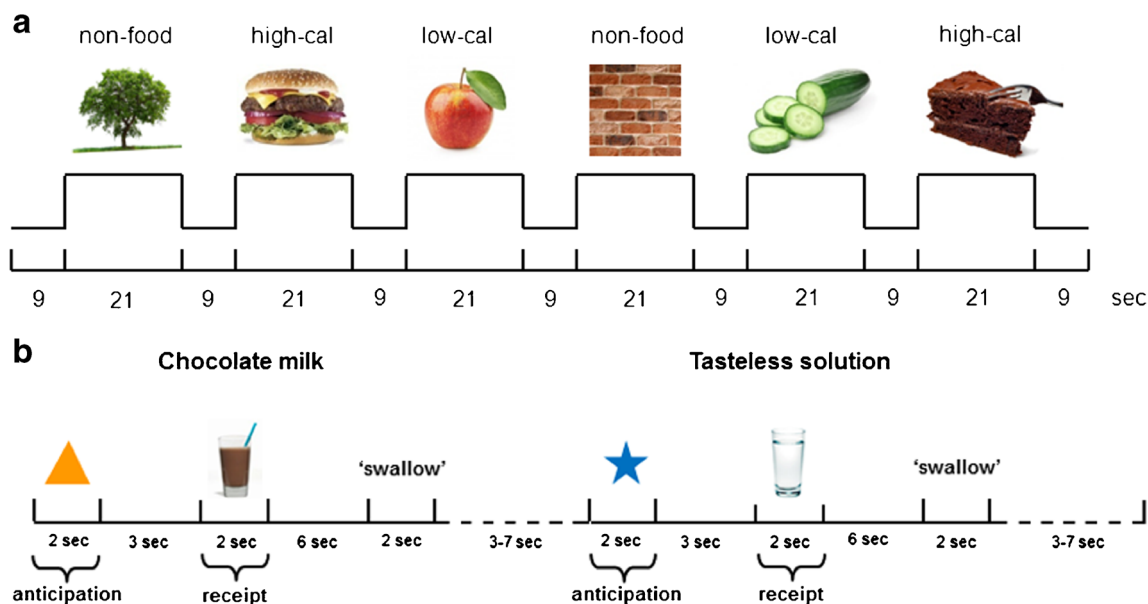 a
non-food high-cal low-cal non-food low-cal high-cal
9 21 9 21 9 21 9 21 9 21 9 21 9 sec
b
Chocolate milk Tasteless solution
'swallow' 'swallow'
2 sec 3 sec 2 sec 6 sec 2 sec 3-7 sec 2 sec 3 sec 2 sec 6 sec 2 sec 3-7 sec
anticipation receipt anticipation receipt